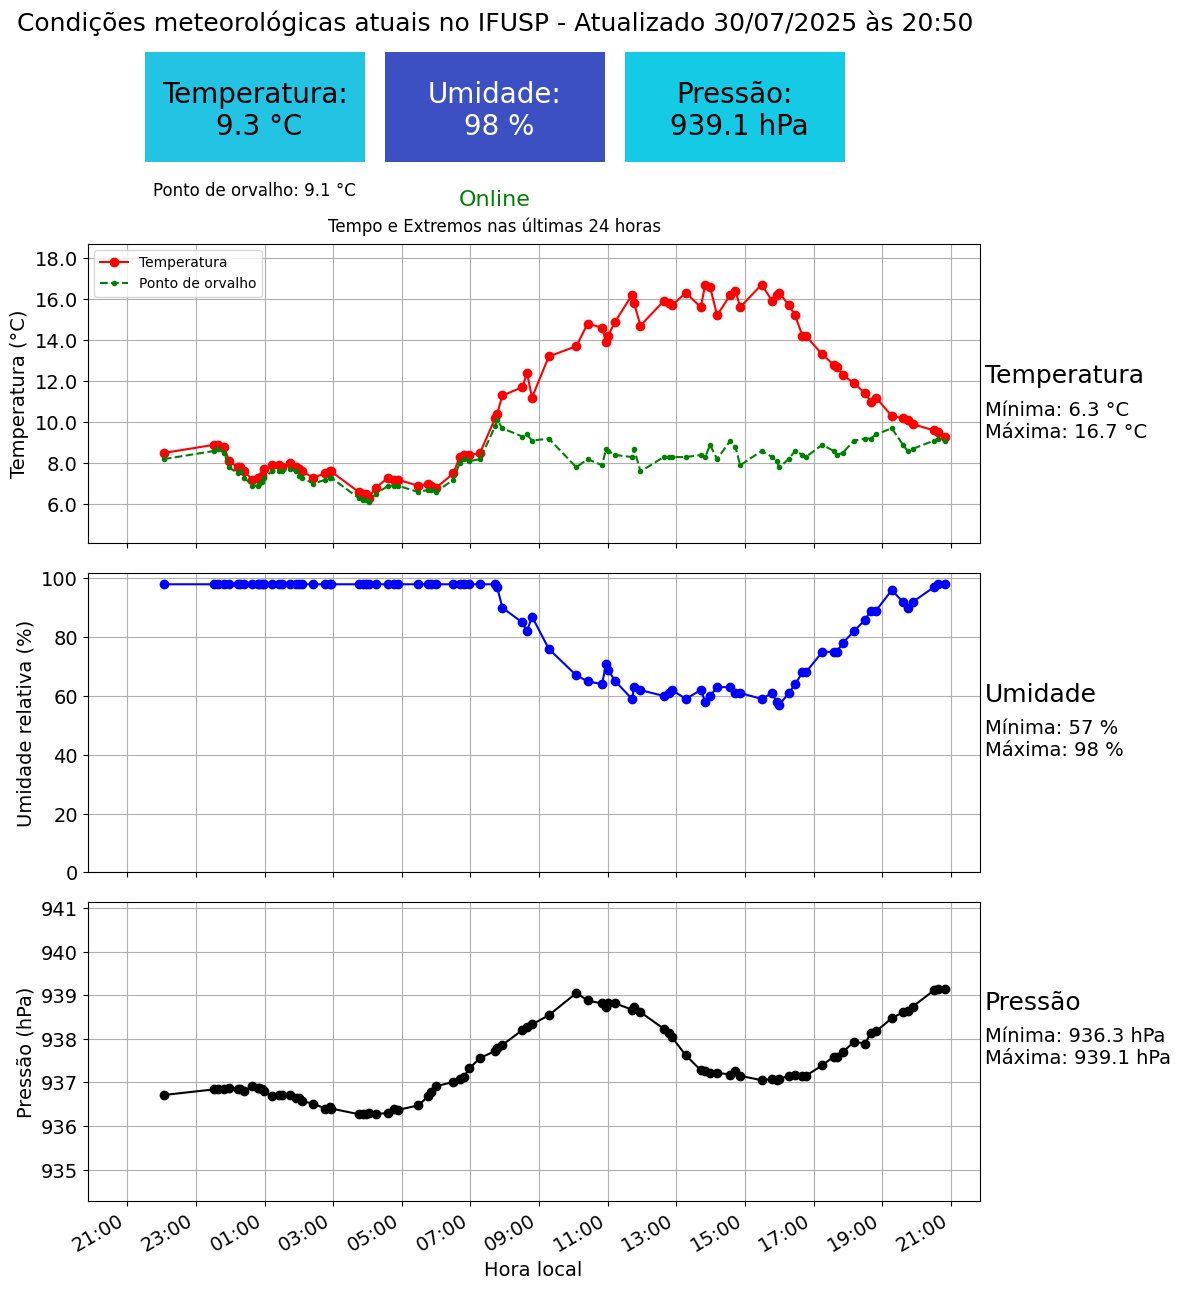 Condições meteorológicas atuais no IFUSP - Atualizado 30/07/2025 às 20:50
Temperatura:
9.3 °C
Umidade:
98 %
Pressão:
939.1 hPa
Ponto de orvalho: 9.1 °C
Online
Tempo e Extremos nas últimas 24 horas
Temperatura (°C)
18.0
16.0
14.0
12.0
10.0
8.0
6.0
Temperatura
Ponto de orvalho
Temperatura
Mínima: 6.3 °C
Máxima: 16.7 °C
Umidade relativa (%)
100
80
60
40
20
0
Umidade
Mínima: 57 %
Máxima: 98 %
Pressão (hPa)
941
940
939
938
937
936
935
Pressão
Mínima: 936.3 hPa
Máxima: 939.1 hPa
21:00 23:00 01:00 03:00 05:00 07:00 09:00 11:00 13:00 15:00 17:00 19:00 21:00
Hora local